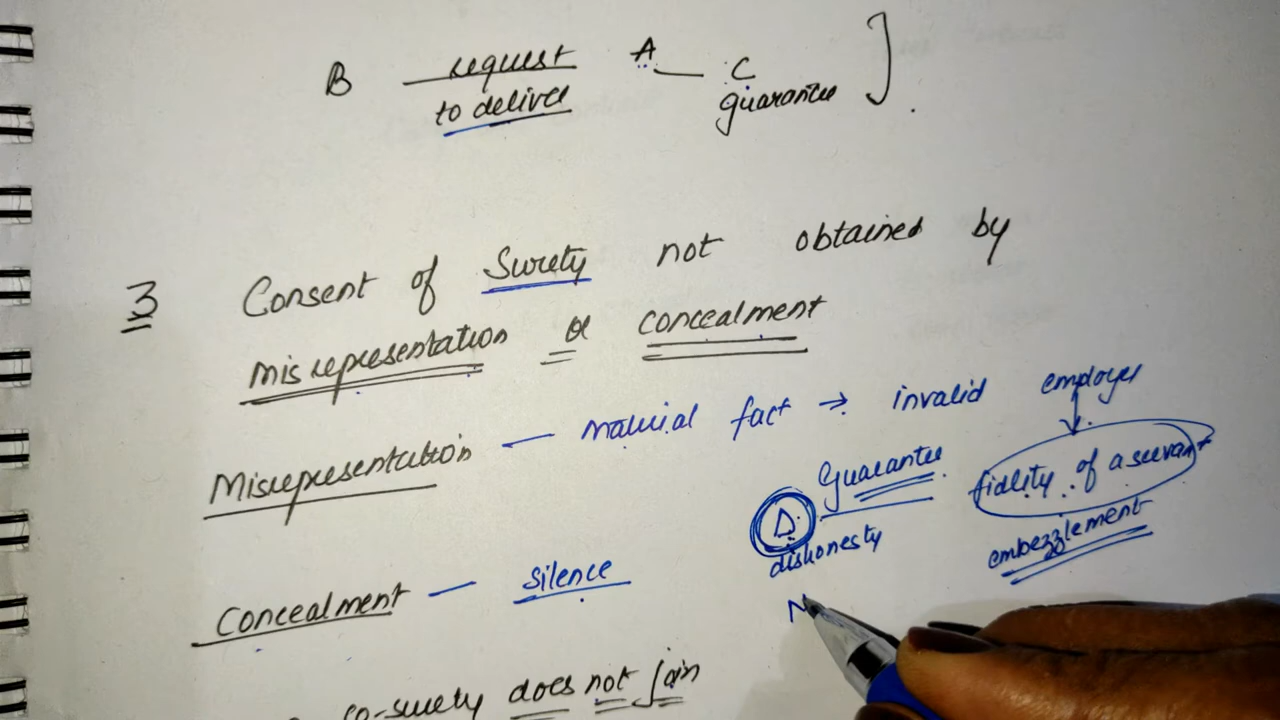 B request A — C ]
to deliver guarantee
3 Consent of Surety not obtained by
misrepresentation or concealment
Misrepresentation — material fact → invalid employer
Guarantee fidelity of a servant
D
dishonesty embezzlement
Concealment — silence
N
co-surety does not join